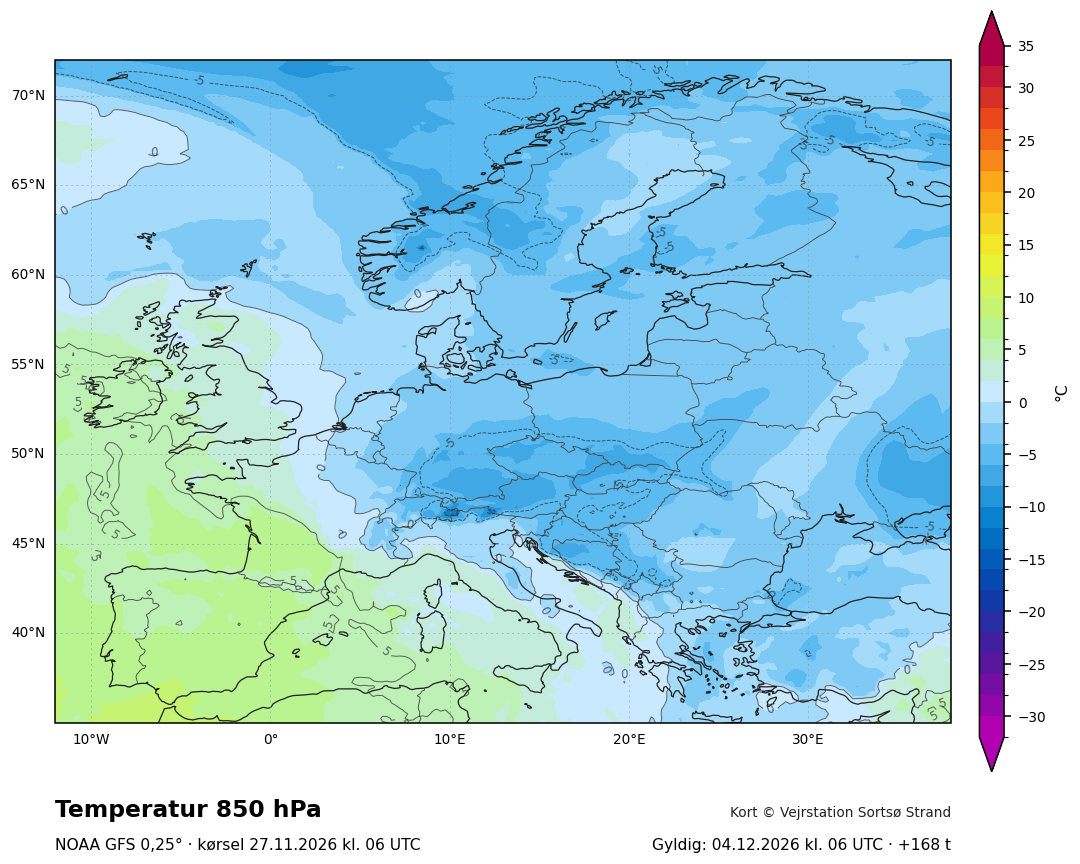 70°N
65°N
60°N
55°N
50°N
45°N
40°N
10°W
0°
10°E
20°E
30°E
35
30
25
20
15
10
5
0
−5
−10
−15
−20
−25
−30
°C
Temperatur 850 hPa
Kort © Vejrstation Sortsø Strand
NOAA GFS 0,25° · kørsel 27.11.2026 kl. 06 UTC
Gyldig: 04.12.2026 kl. 06 UTC · +168 t